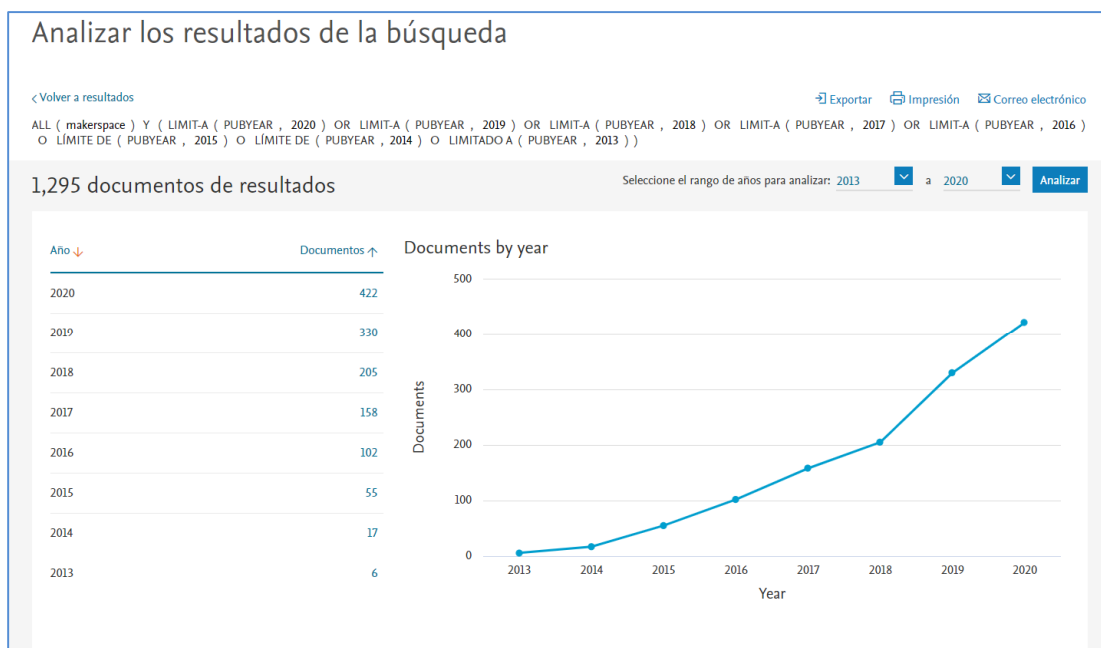 Analizar los resultados de la búsqueda
< Volver a resultados
Exportar Impresión Correo electrónico
ALL ( makerspace ) Y ( LIMIT-A ( PUBYEAR , 2020 ) OR LIMIT-A ( PUBYEAR , 2019 ) OR LIMIT-A ( PUBYEAR , 2018 ) OR LIMIT-A ( PUBYEAR , 2017 ) OR LIMIT-A ( PUBYEAR , 2016 )
O LÍMITE DE ( PUBYEAR , 2015 ) O LÍMITE DE ( PUBYEAR , 2014 ) O LIMITADO A ( PUBYEAR , 2013 ) )
1,295 documentos de resultados
Seleccione el rango de años para analizar: 2013 a 2020 Analizar
Año Documentos
2020 422
2019 330
2018 205
2017 158
2016 102
2015 55
2014 17
2013 6
Documents by year
500
400
300
200
100
0
Documents
2013 2014 2015 2016 2017 2018 2019 2020
Year